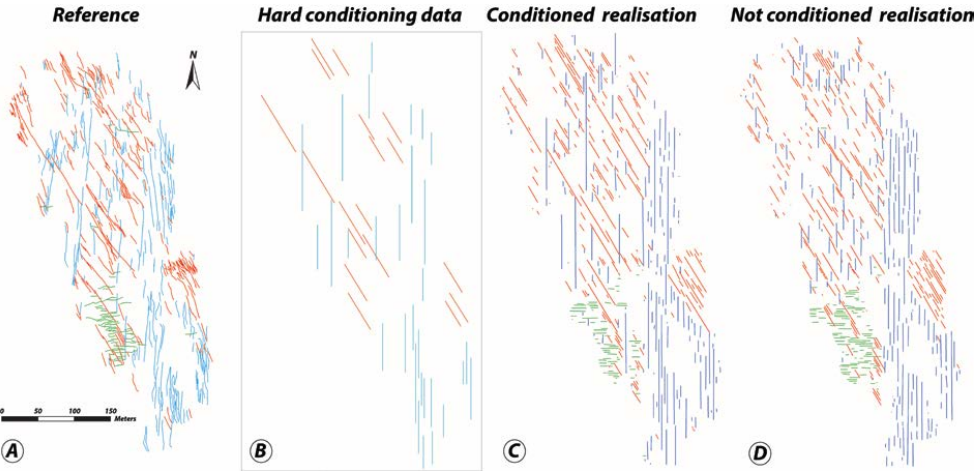 Reference
Hard conditioning data
Conditioned realisation
Not conditioned realisation
N
0 50 100 150
Meters
A
B
C
D